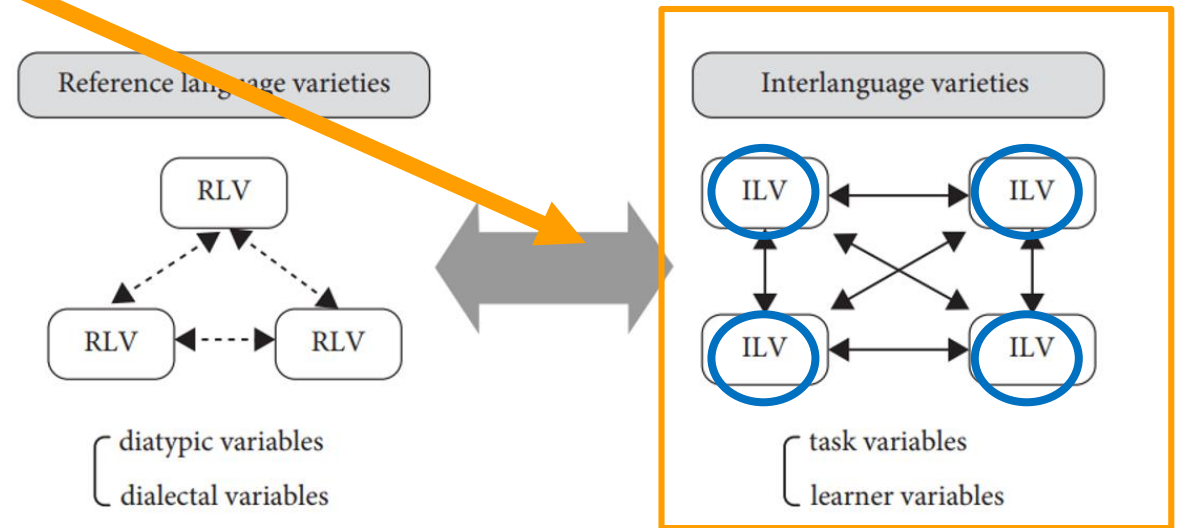 Reference language varieties
RLV
RLV
RLV
diatypic variables
dialectal variables
Interlanguage varieties
ILV
ILV
ILV
ILV
task variables
learner variables